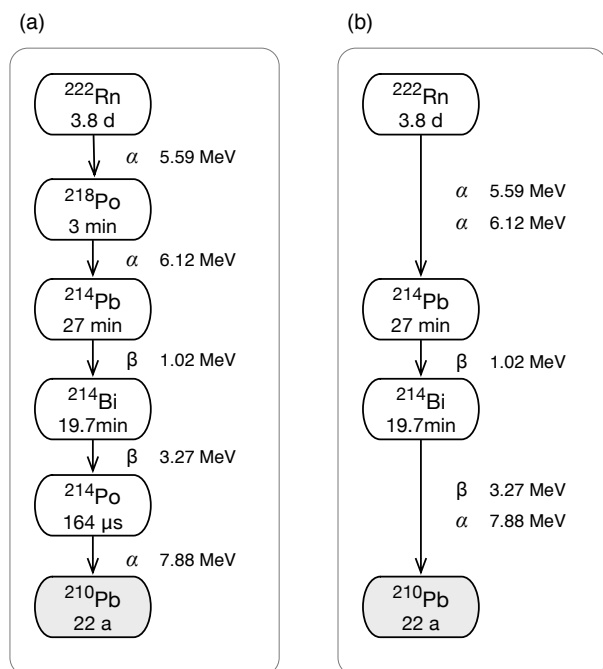 (a)
²²²Rn
3.8 d
α 5.59 MeV
²¹⁸Po
3 min
α 6.12 MeV
²¹⁴Pb
27 min
β 1.02 MeV
²¹⁴Bi
19.7min
β 3.27 MeV
²¹⁴Po
164 µs
α 7.88 MeV
²¹⁰Pb
22 a
(b)
²²²Rn
3.8 d
α 5.59 MeV
α 6.12 MeV
²¹⁴Pb
27 min
β 1.02 MeV
²¹⁴Bi
19.7min
β 3.27 MeV
α 7.88 MeV
²¹⁰Pb
22 a